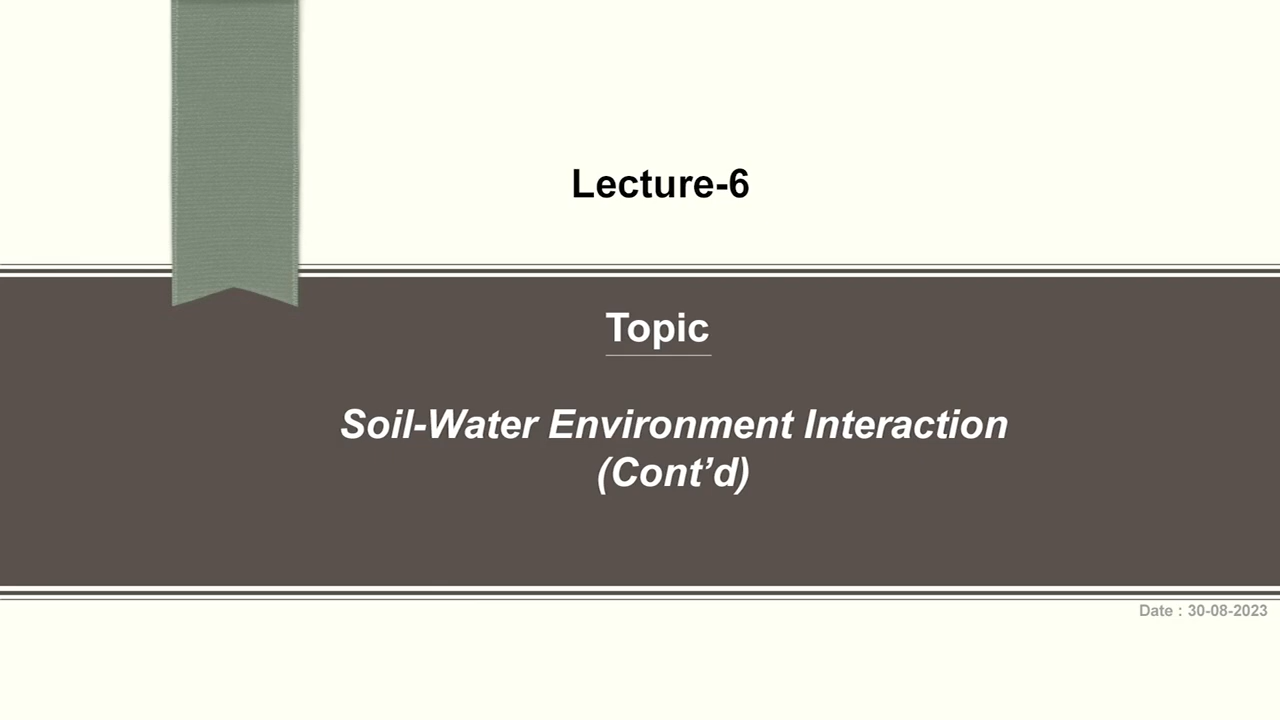 Lecture-6
Topic
Soil-Water Environment Interaction
(Cont’d)
Date : 30-08-2023